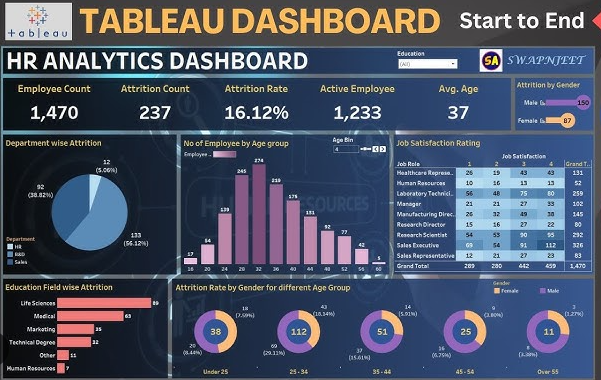 tableau
TABLEAU DASHBOARD
Start to End
HR ANALYTICS DASHBOARD
Education
(All)
SA
SWAPNJEET
Employee Count
Attrition Count
Attrition Rate
Active Employee
Avg. Age
1,470
237
16.12%
1,233
37
Attrition by Gender
Male
150
Female
87
Department wise Attrition
12
(5.06%)
92
(38.82%)
133
(56.12%)
Department
HR
R&D
Sales
No of Employee by Age group
Employee ..
Age Bin
4
17
54
139
245
274
219
175
131
92
77
42
5
18 20 24 28 32 36 40 44 48 52 56 60
Job Satisfaction Rating
Job Satisfaction
Job Role 1 2 3 4 Grand T..
Healthcare Represe.. 26 19 43 43 131
Human Resources 10 16 13 13 52
Laboratory Technici.. 56 48 75 80 259
Manager 21 21 27 33 102
Manufacturing Direc.. 26 32 49 38 145
Research Director 15 16 27 22 80
Research Scientist 54 53 90 95 292
Sales Executive 69 54 91 112 326
Sales Representative 12 21 27 23 83
Grand Total 289 280 442 459 1,470
Education Field wise Attrition
Life Sciences 89
Medical 63
Marketing 35
Technical Degree 32
Other 11
Human Resources 7
Attrition Rate by Gender for different Age Group
Gender
Female
Male
18
(7.59%)
38
20
(8.44%)
Under 25
43
(18.14%)
112
69
(29.11%)
25 - 34
14
(5.91%)
51
37
(15.61%)
35 - 44
9
(3.80%)
25
16
(6.75%)
45 - 54
3
(1.27%)
11
8
(3.38%)
Over 55